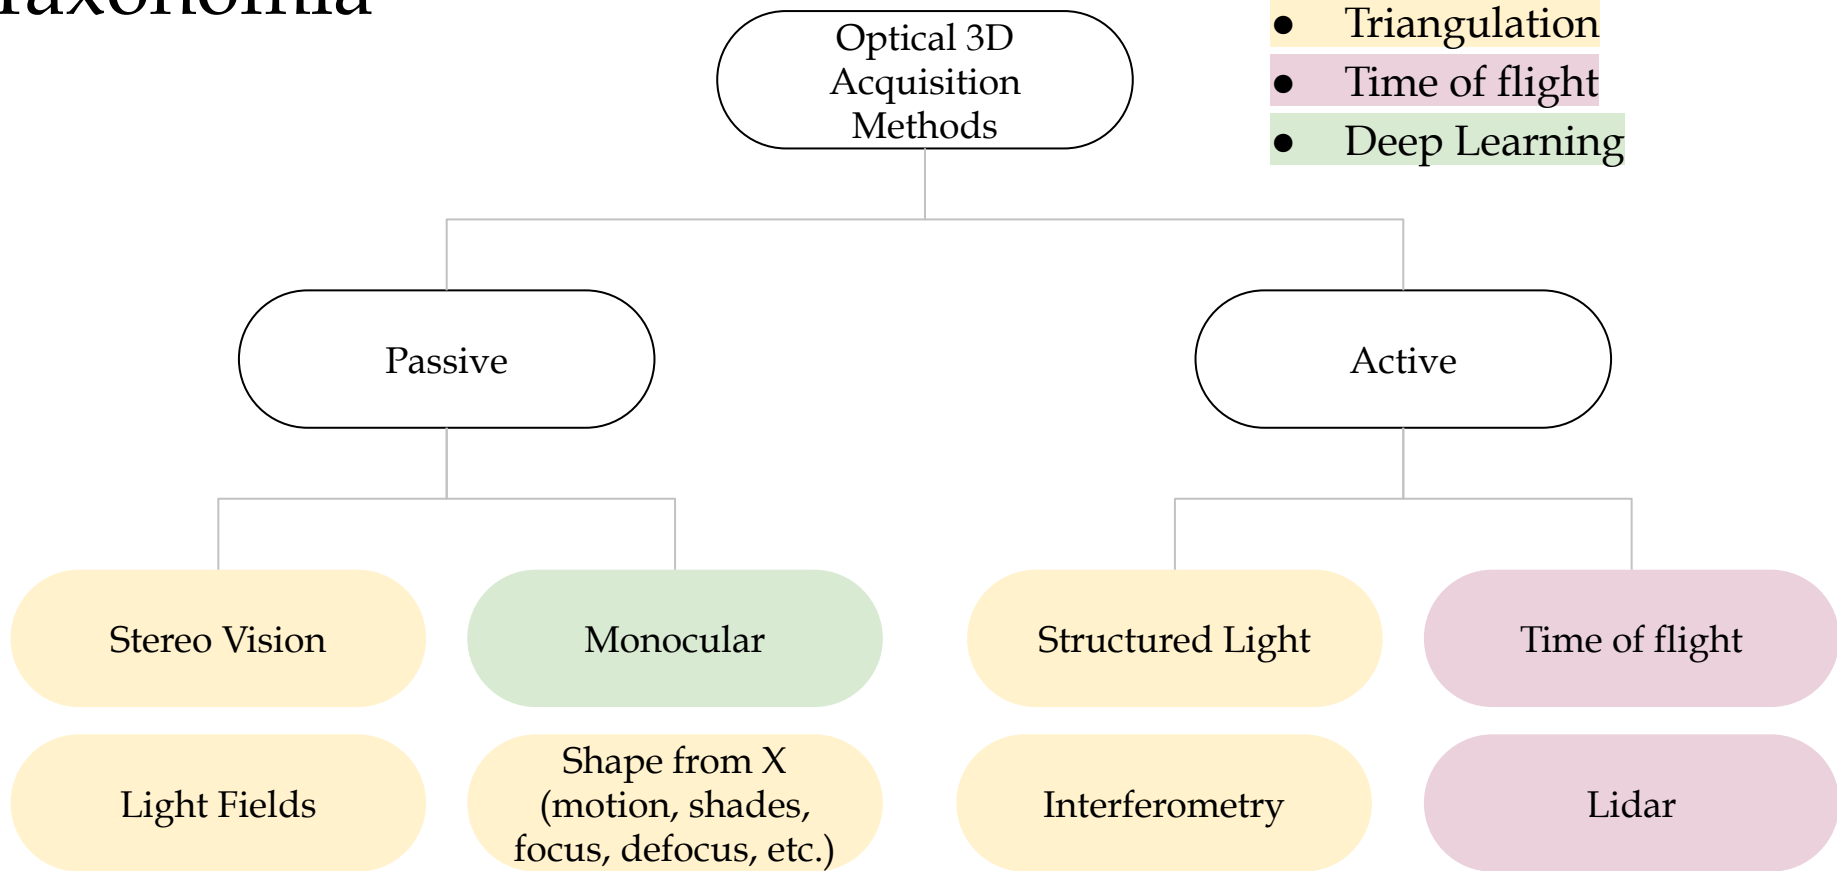 Taxonomia
Optical 3D
Acquisition
Methods
● Triangulation
● Time of flight
● Deep Learning
Passive
Active
Stereo Vision
Monocular
Structured Light
Time of flight
Light Fields
Shape from X
(motion, shades,
focus, defocus, etc.)
Interferometry
Lidar